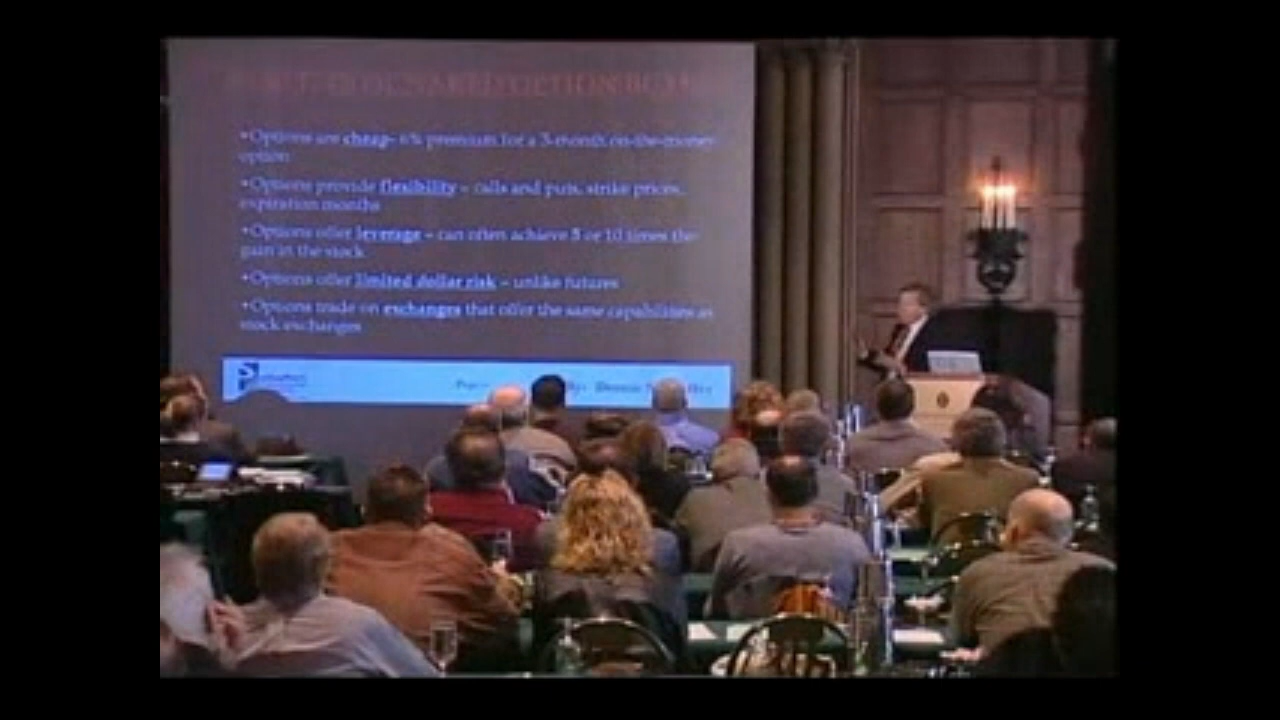 •Options are cheap- 6% premium for a 3-month on-the-money
option
•Options provide flexibility – calls and puts, strike prices,
expiration months
•Options offer leverage – can often achieve 8 or 10 times the
gain in the stock
•Options offer limited dollar risk – unlike futures
•Options trade on exchanges that offer the same capabilities as
stock exchanges